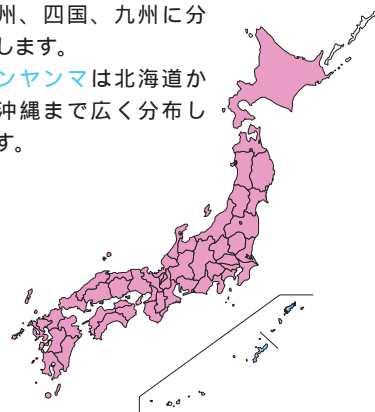 州、四国、九州に分
します。
ンヤンマは北海道か
沖縄まで広く分布し
す。